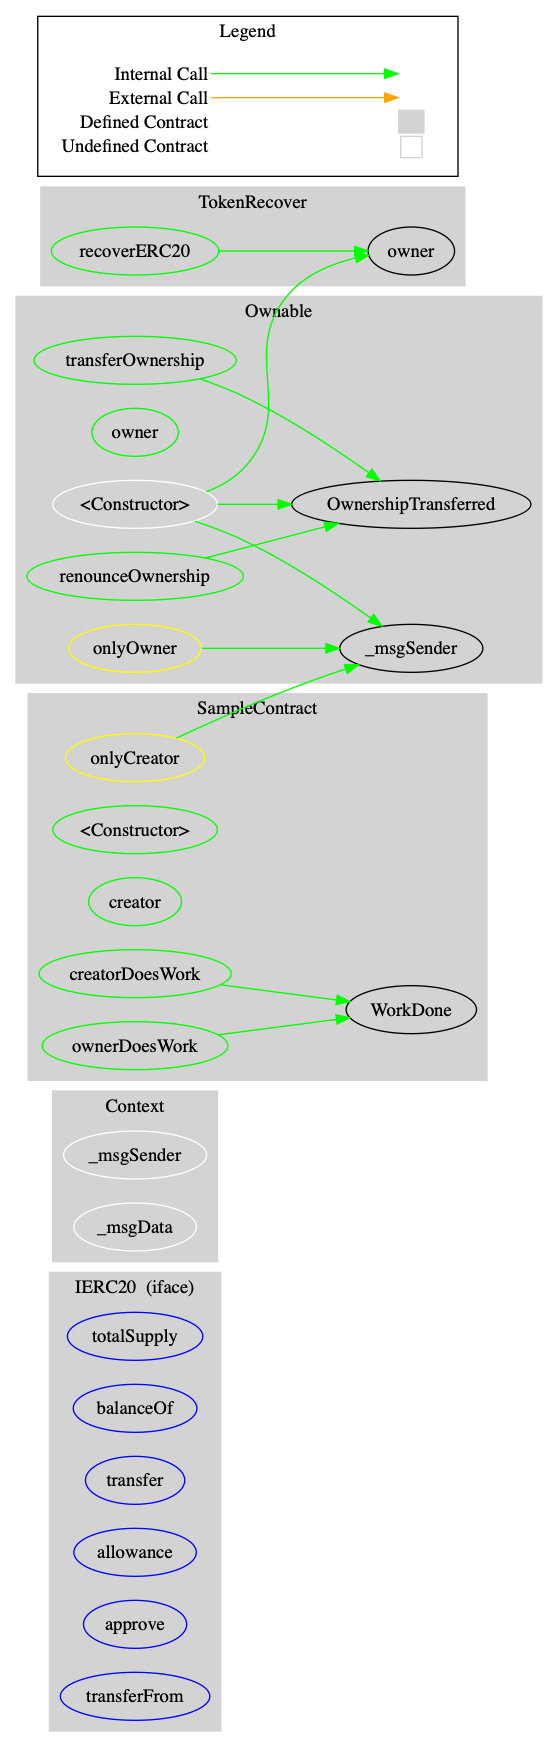 Legend
Internal Call
External Call
Defined Contract
Undefined Contract
TokenRecover
recoverERC20
owner
Ownable
transferOwnership
owner
<Constructor>
OwnershipTransferred
renounceOwnership
onlyOwner
_msgSender
SampleContract
onlyCreator
<Constructor>
creator
creatorDoesWork
WorkDone
ownerDoesWork
Context
_msgSender
_msgData
IERC20 (iface)
totalSupply
balanceOf
transfer
allowance
approve
transferFrom